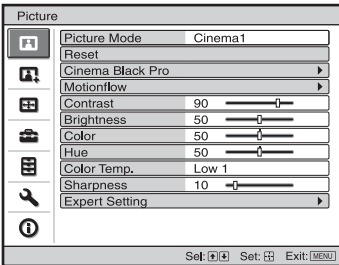 Picture
Picture Mode Cinema1
Reset
Cinema Black Pro
Motionflow
Contrast 90
Brightness 50
Color 50
Hue 50
Color Temp. Low 1
Sharpness 10
Expert Setting
Sel: Set: Exit: MENU